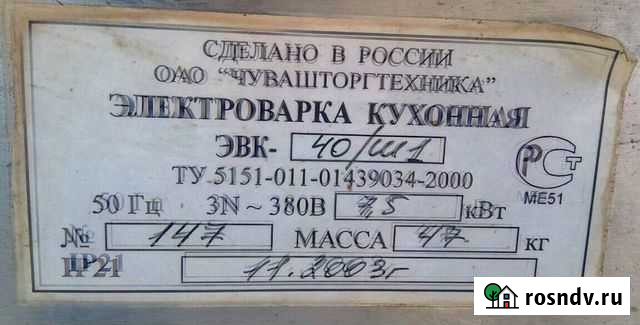 СДЕЛАНО В РОССИИ
ОАО "ЧУВАШТОРГТЕХНИКА"
ЭЛЕКТРОВАРКА КУХОННАЯ
ЭВК- 40/ш1
РСТ
ТУ 5151-011-01439034-2000
МЕ51
50 Гц 3N ~ 380В 7,5 кВт
№ 147 МАССА 47 кг
IP21 11.2003г
rosndv.ru